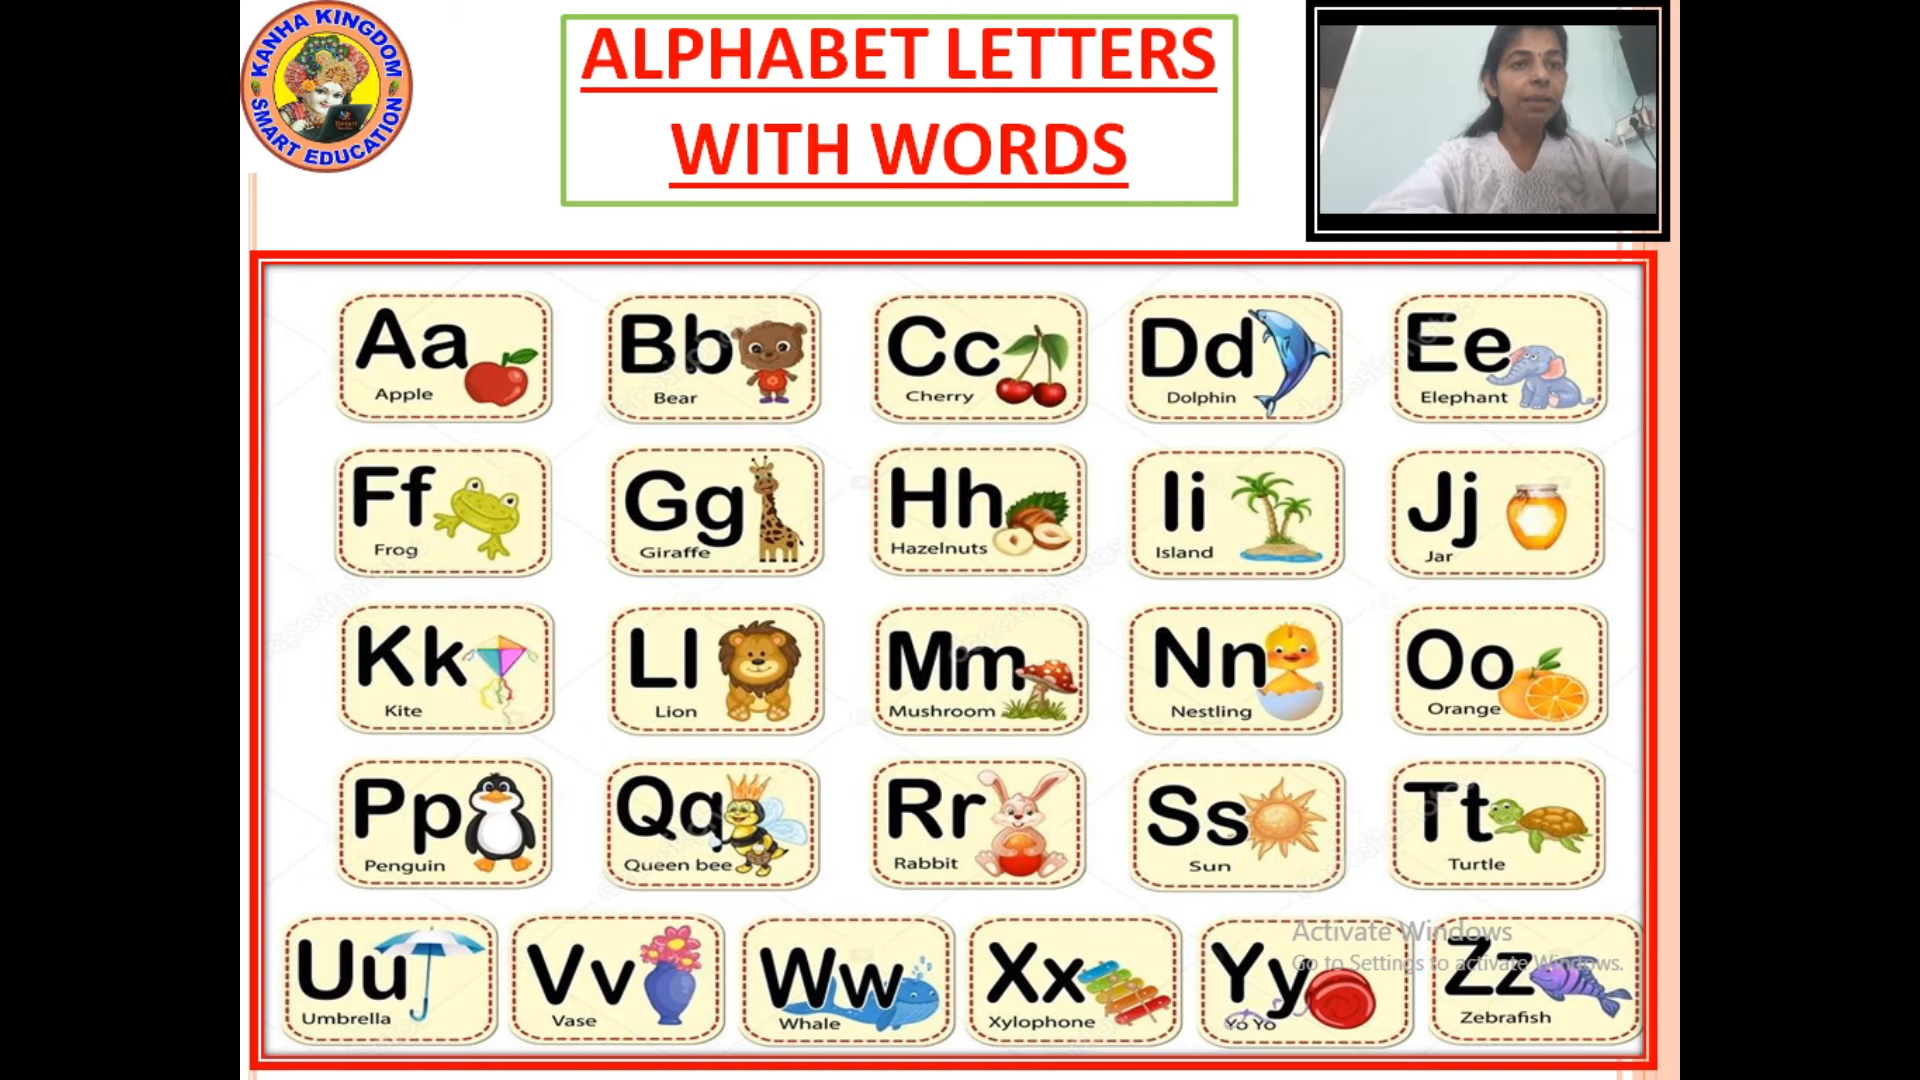 KANHA KINGDOM
SMART EDUCATION
ALPHABET LETTERS
WITH WORDS
Aa
Apple
Bb
Bear
Cc
Cherry
Dd
Dolphin
Ee
Elephant
Ff
Frog
Gg
Giraffe
Hh
Hazelnuts
Ii
Island
Jj
Jar
Kk
Kite
Ll
Lion
Mm
Mushroom
Nn
Nestling
Oo
Orange
Pp
Penguin
Qq
Queen bee
Rr
Rabbit
Ss
Sun
Tt
Turtle
Uu
Umbrella
Vv
Vase
Ww
Whale
Xx
Xylophone
Yy
Yo Yo
Zz
Zebrafish
Activate Windows
Go to Settings to activate Windows.